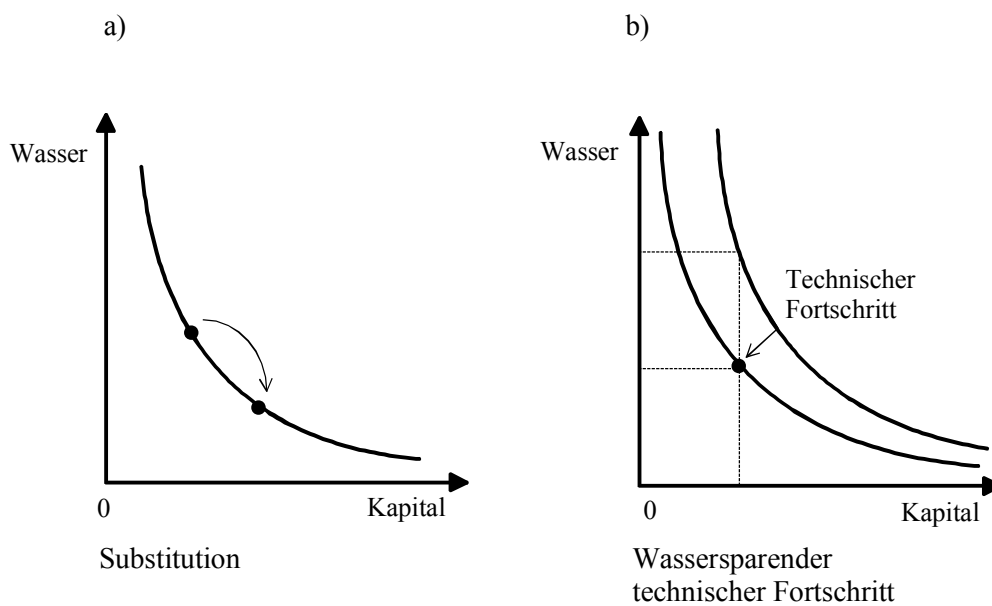 a)
b)
Wasser
Wasser
Technischer
Fortschritt
0
Kapital
0
Kapital
Substitution
Wassersparender
technischer Fortschritt